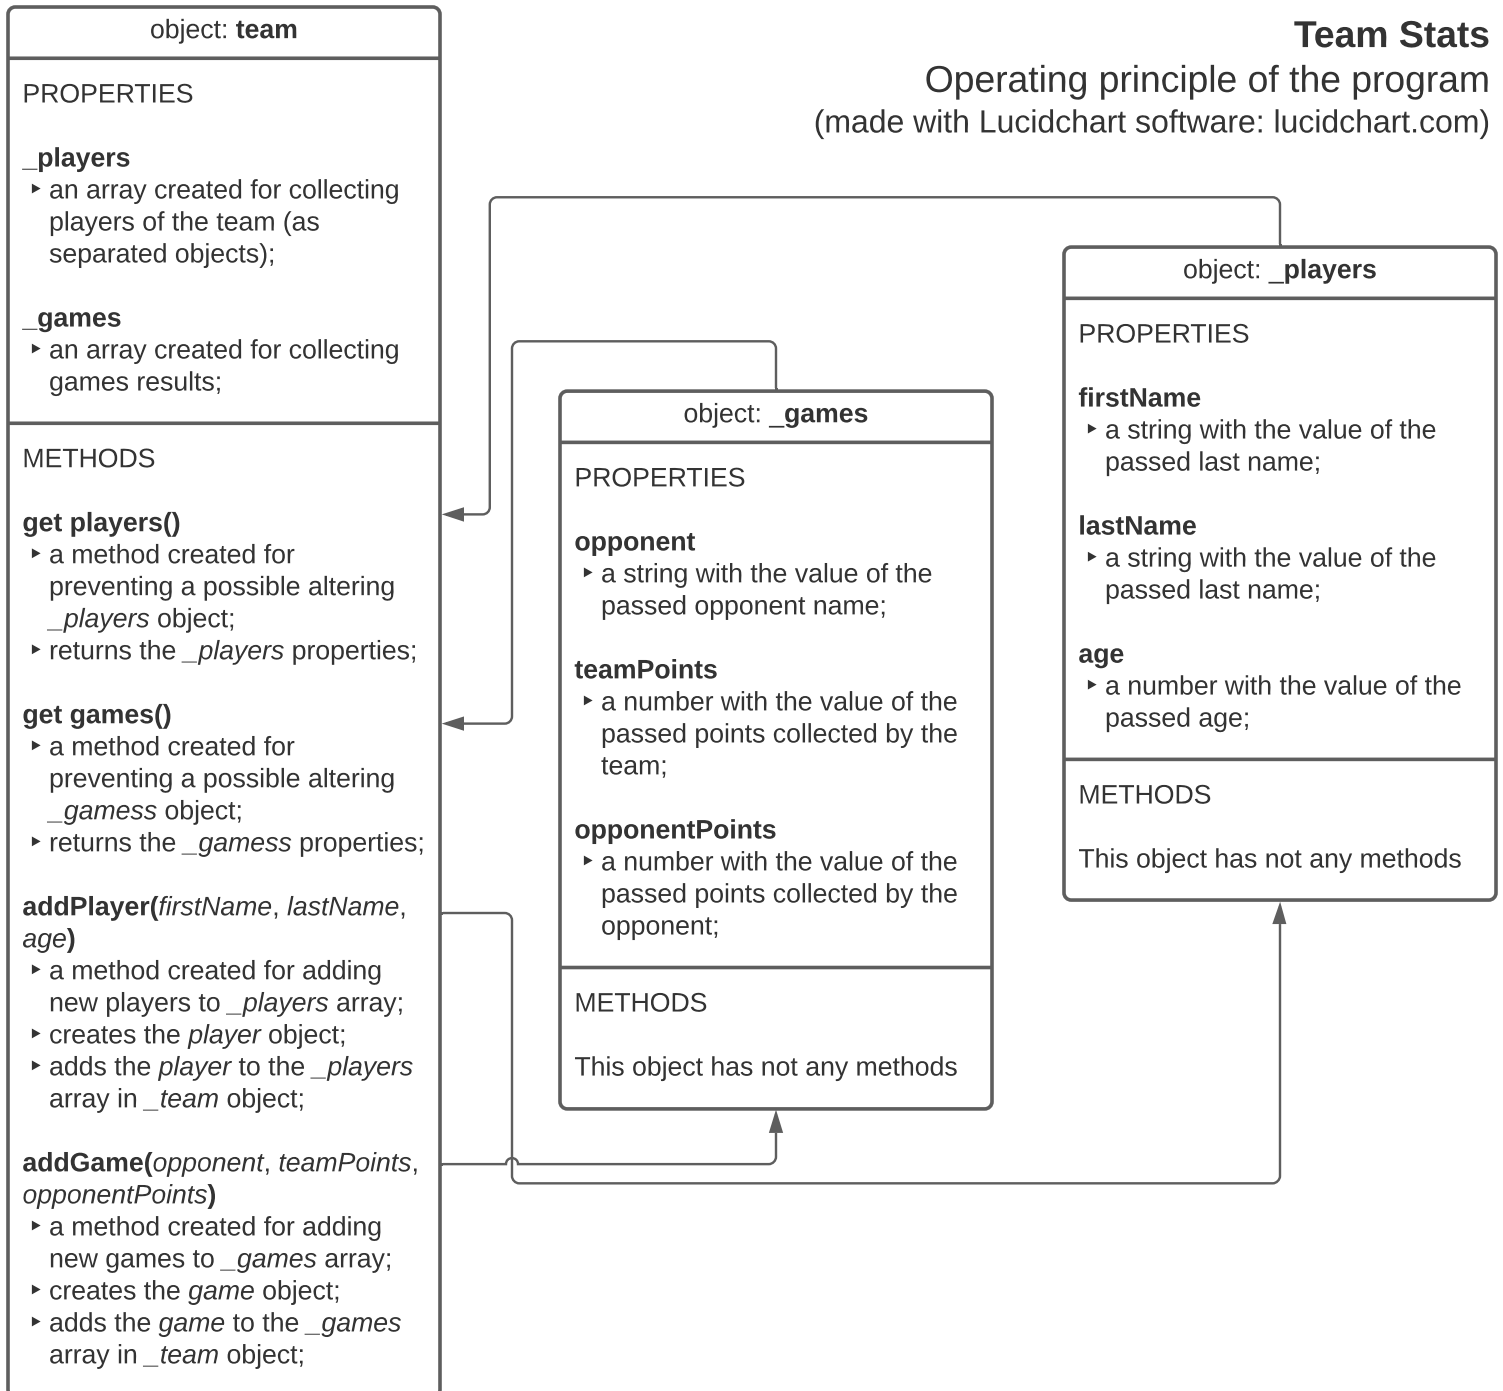 object: team
PROPERTIES
_players
‣ an array created for collecting
players of the team (as
separated objects);
_games
‣ an array created for collecting
games results;
METHODS
get players()
‣ a method created for
preventing a possible altering
_players object;
‣ returns the _players properties;
get games()
‣ a method created for
preventing a possible altering
_gamess object;
‣ returns the _gamess properties;
addPlayer(firstName, lastName,
age)
‣ a method created for adding
new players to _players array;
‣ creates the player object;
‣ adds the player to the _players
array in _team object;
addGame(opponent, teamPoints,
opponentPoints)
‣ a method created for adding
new games to _games array;
‣ creates the game object;
‣ adds the game to the _games
array in _team object;
Team Stats
Operating principle of the program
(made with Lucidchart software: lucidchart.com)
object: _games
PROPERTIES
opponent
‣ a string with the value of the
passed opponent name;
teamPoints
‣ a number with the value of the
passed points collected by the
team;
opponentPoints
‣ a number with the value of the
passed points collected by the
opponent;
METHODS
This object has not any methods
object: _players
PROPERTIES
firstName
‣ a string with the value of the
passed last name;
lastName
‣ a string with the value of the
passed last name;
age
‣ a number with the value of the
passed age;
METHODS
This object has not any methods